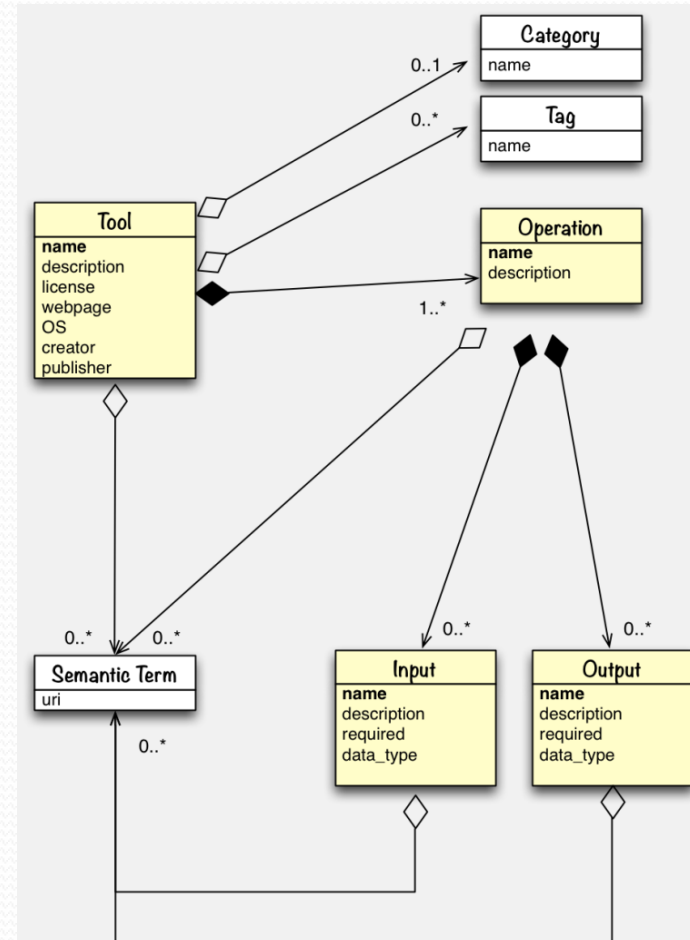 Category
name
0..1
Tag
name
0..*
Tool
name
description
license
webpage
OS
creator
publisher
Operation
name
description
1..*
0..*
0..*
Semantic Term
uri
0..*
0..*
Input
name
description
required
data_type
0..*
Output
name
description
required
data_type